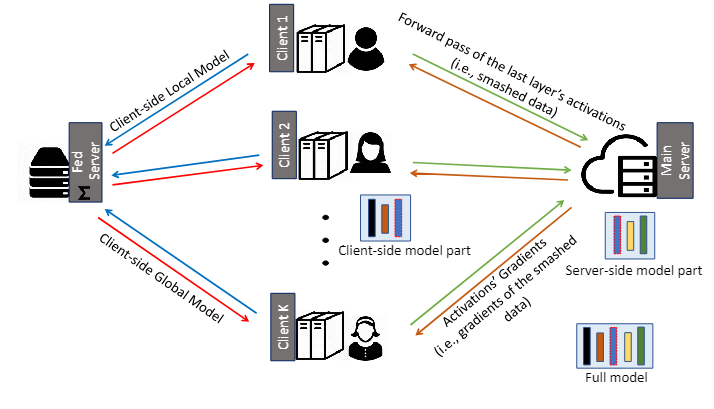 Client 1
Client-side Local Model
Forward pass of the last layer's activations
(i.e., smashed data)
Fed
Server
Σ
Client 2
Main
Server
Client-side model part
Server-side model part
Client-side Global Model
Activations' Gradients
(i.e., gradients of the smashed
data)
Client K
Full model